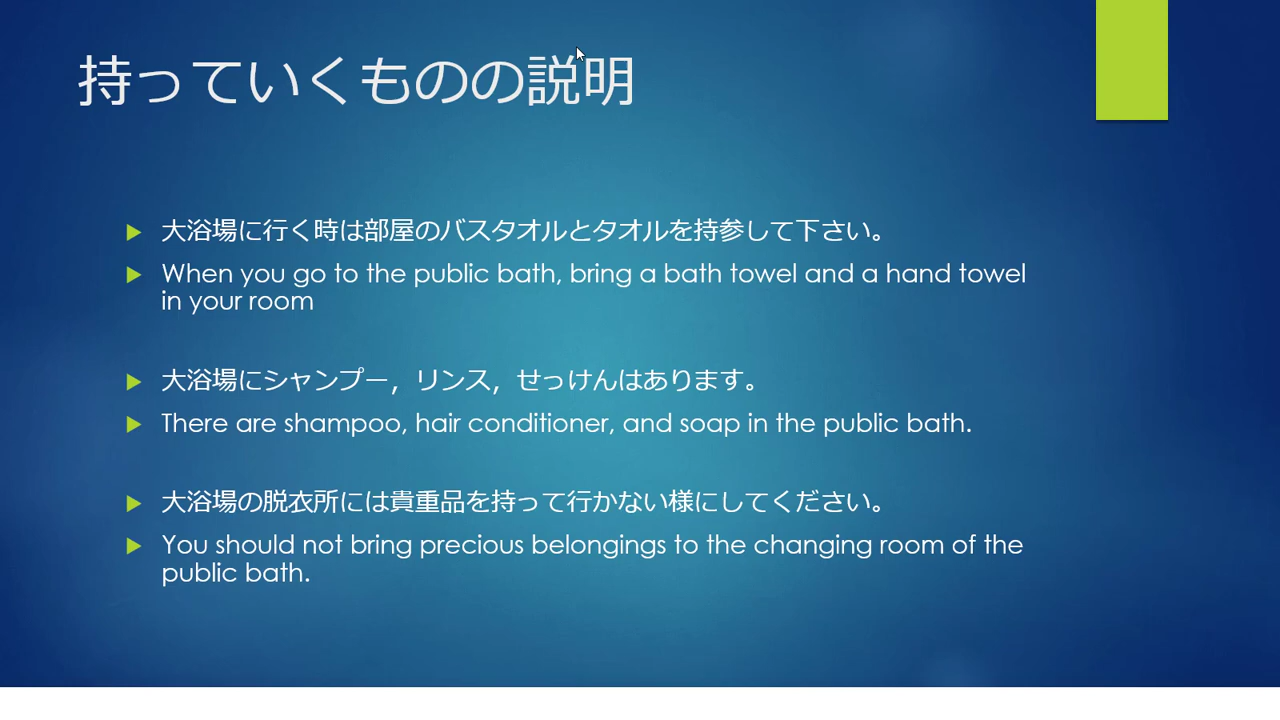 持っていくものの説明
大浴場に行く時は部屋のバスタオルとタオルを持参して下さい。
When you go to the public bath, bring a bath towel and a hand towel
in your room
大浴場にシャンプー，リンス，せっけんはあります。
There are shampoo, hair conditioner, and soap in the public bath.
大浴場の脱衣所には貴重品を持って行かない様にしてください。
You should not bring precious belongings to the changing room of the
public bath.